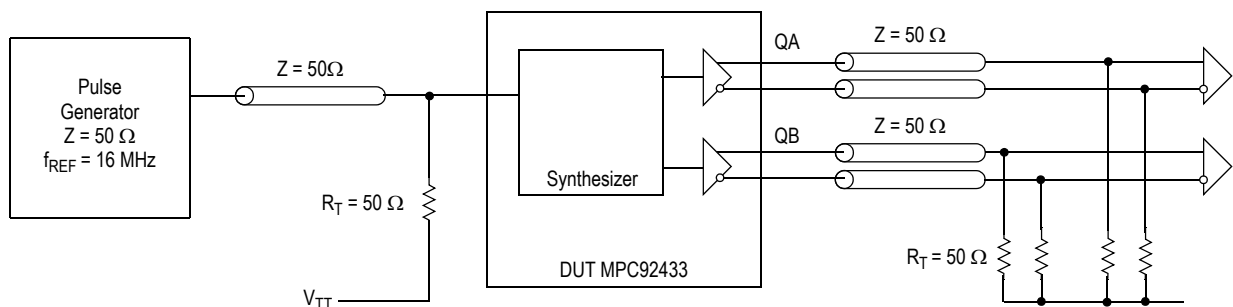 Pulse
Generator
Z = 50 Ω
fREF = 16 MHz
Z = 50Ω
RT = 50 Ω
VTT
Synthesizer
DUT MPC92433
QA
Z = 50 Ω
QB
Z = 50 Ω
RT = 50 Ω